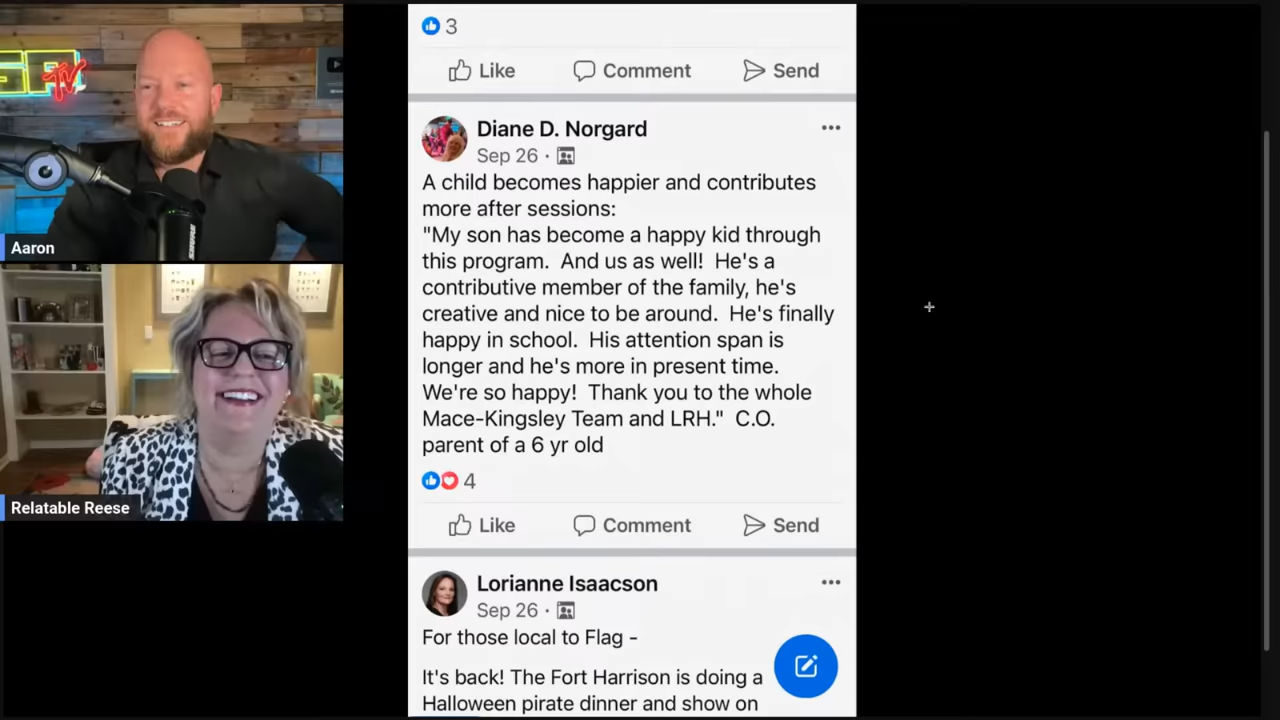 TV
Aaron
Relatable Reese
3
Like
Comment
Send
Diane D. Norgard
Sep 26 ·
A child becomes happier and contributes
more after sessions:
"My son has become a happy kid through
this program.  And us as well!  He's a
contributive member of the family, he's
creative and nice to be around.  He's finally
happy in school.  His attention span is
longer and he's more in present time.
We're so happy!  Thank you to the whole
Mace-Kingsley Team and LRH."  C.O.
parent of a 6 yr old
4
Like
Comment
Send
Lorianne Isaacson
Sep 26 ·
For those local to Flag -
It's back! The Fort Harrison is doing a
Halloween pirate dinner and show on